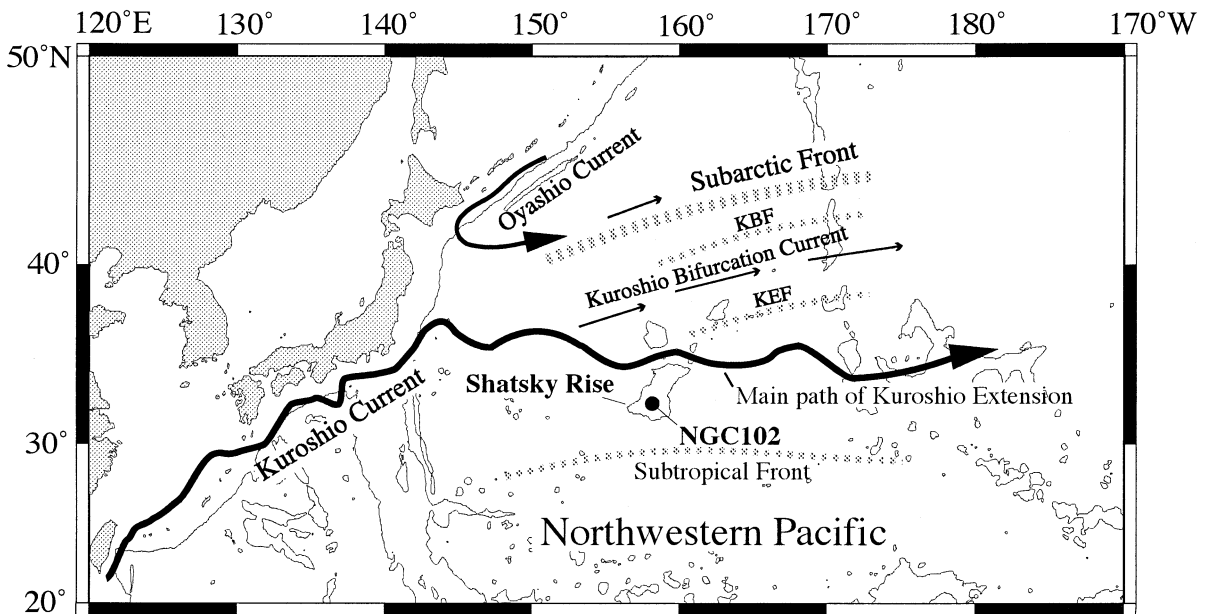 120°E 130° 140° 150° 160° 170° 180° 170°W
50°N
Oyashio Current
Subarctic Front
KBF
40°
Kuroshio Bifurcation Current
KEF
Shatsky Rise
Main path of Kuroshio Extension
Kuroshio Current
NGC102
30°
Subtropical Front
Northwestern Pacific
20°